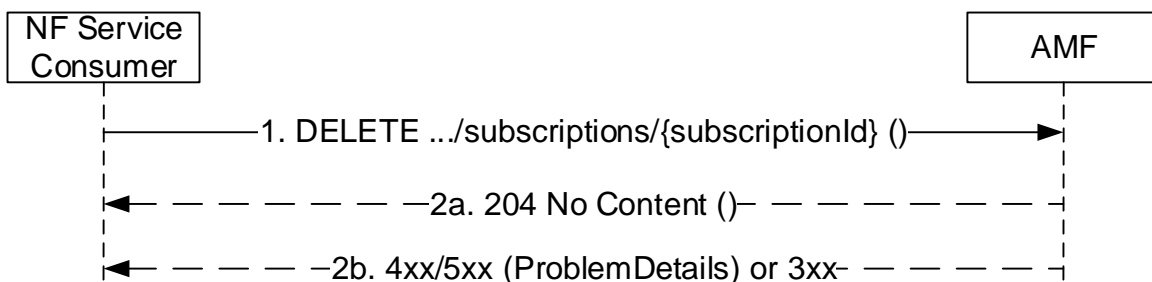 NF Service
Consumer
AMF
1. DELETE .../subscriptions/{subscriptionId} ()
2a. 204 No Content ()
2b. 4xx/5xx (ProblemDetails) or 3xx